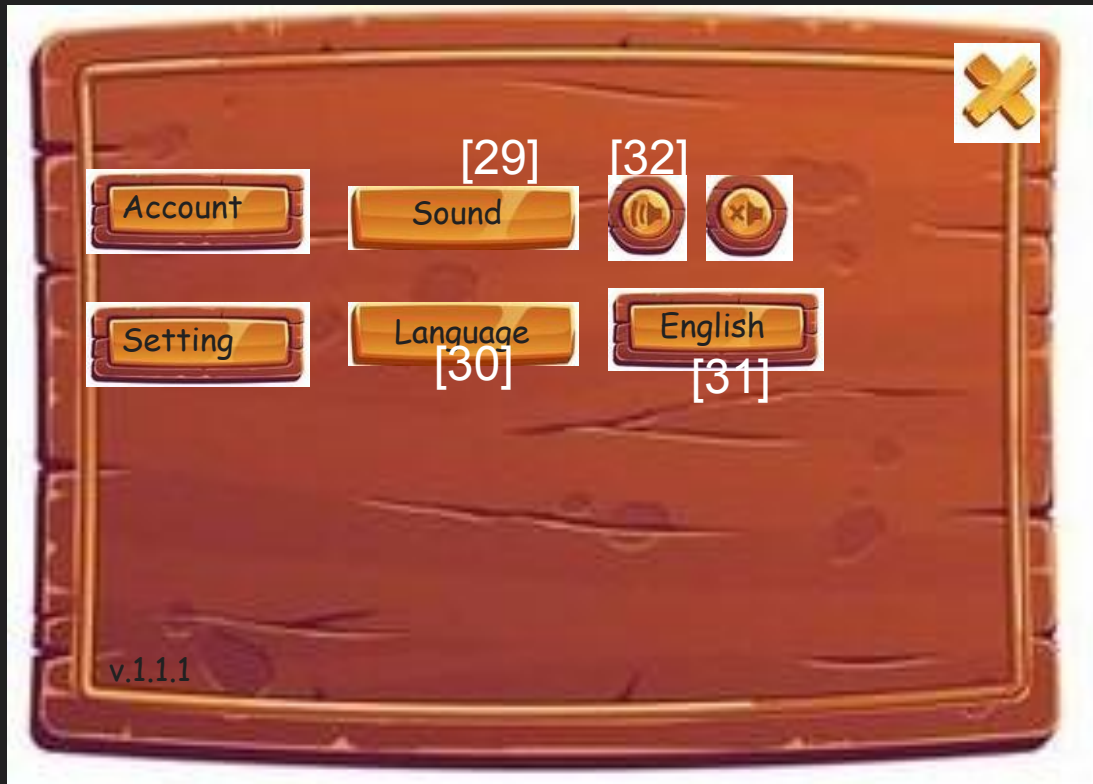 [29] [32]
Account Sound
Setting Language English
[30] [31]
v.1.1.1